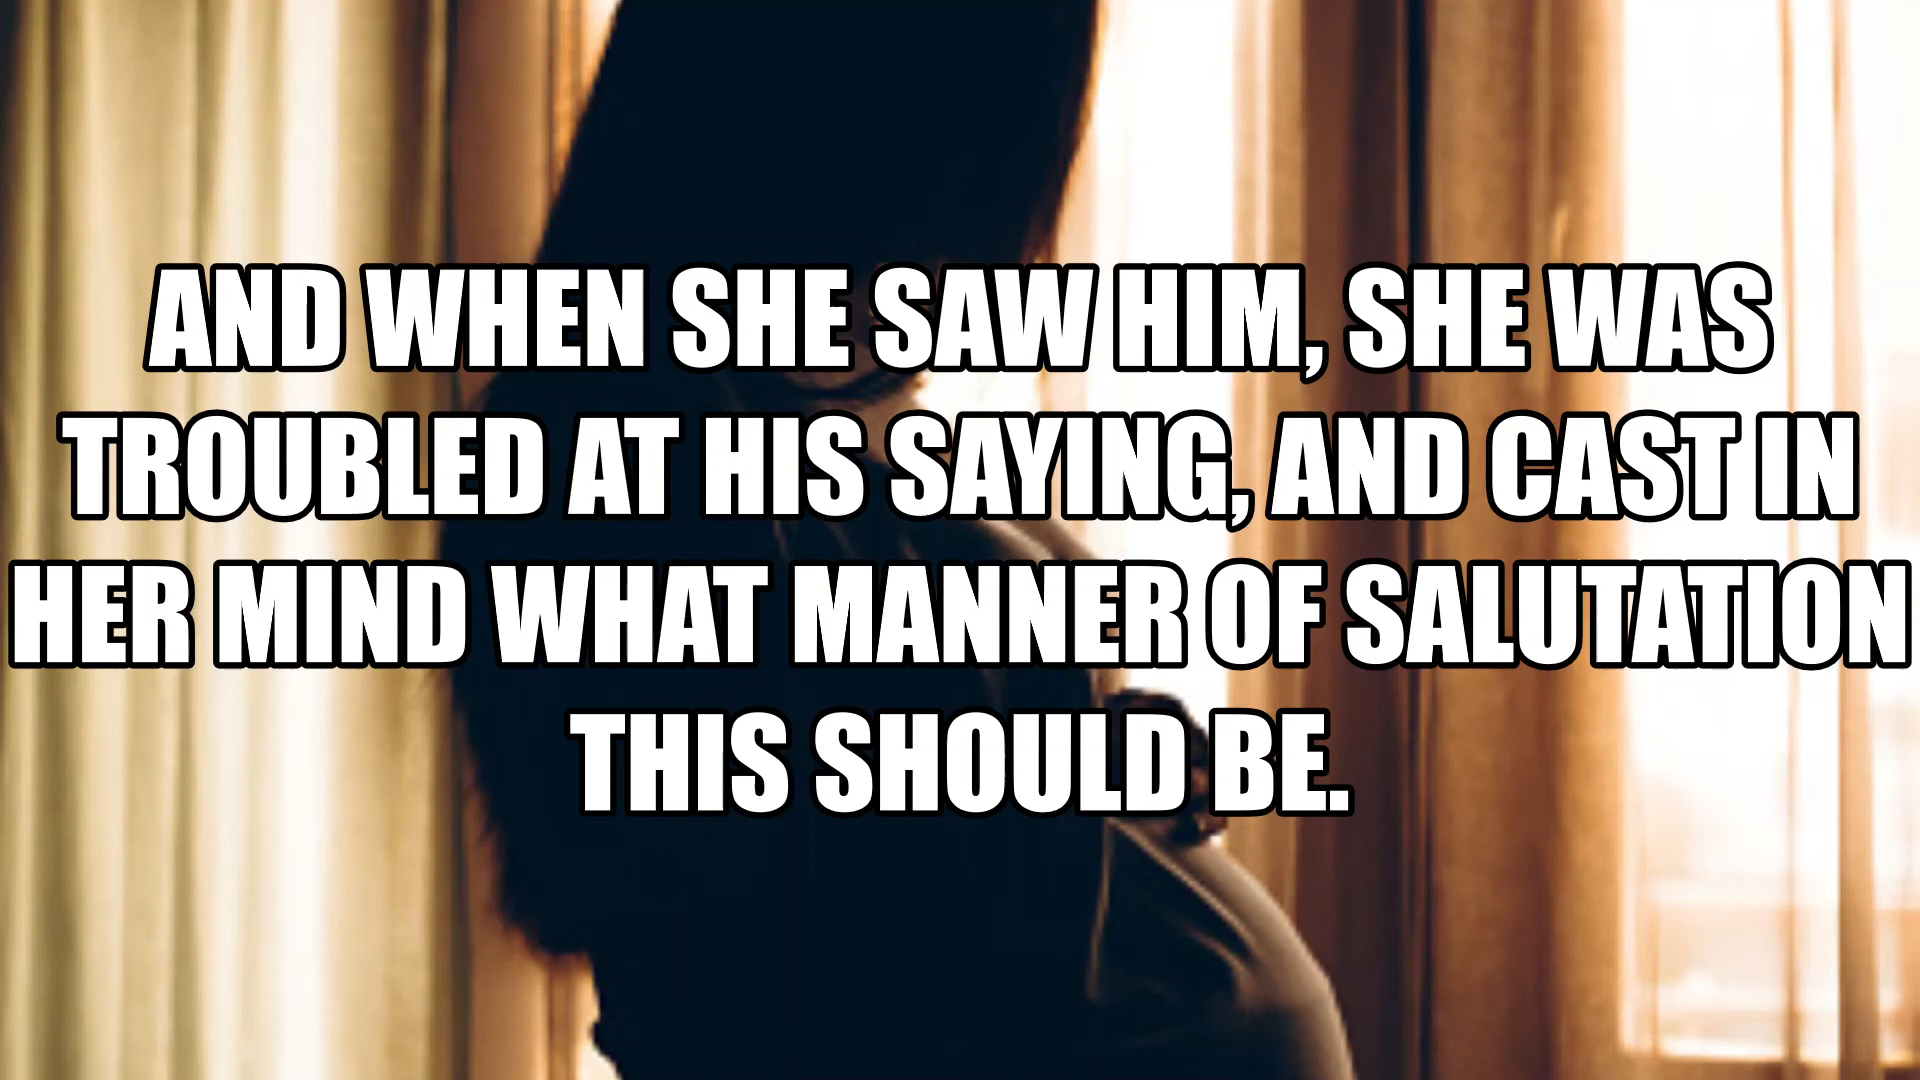 AND WHEN SHE SAW HIM, SHE WAS
TROUBLED AT HIS SAYING, AND CAST IN
HER MIND WHAT MANNER OF SALUTATION
THIS SHOULD BE.